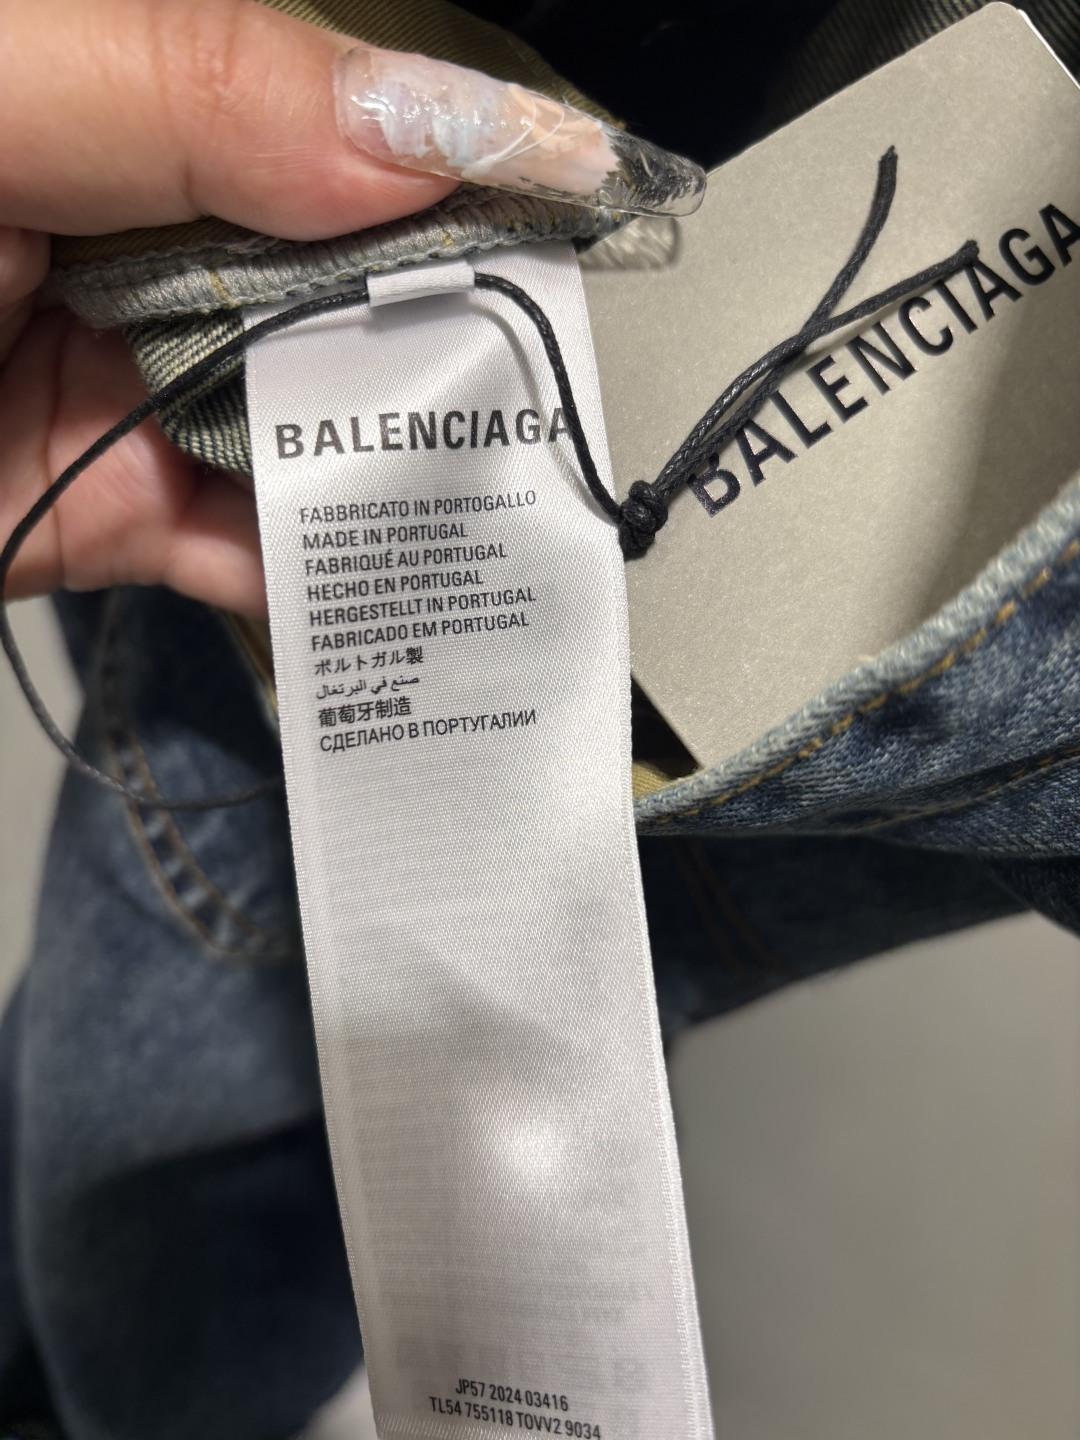 BALENCIAGA
BALENCIAGA
FABBRICATO IN PORTOGALLO
MADE IN PORTUGAL
FABRIQUÉ AU PORTUGAL
HECHO EN PORTUGAL
HERGESTELLT IN PORTUGAL
FABRICADO EM PORTUGAL
ポルトガル製
صنع في البرتغال
葡萄牙制造
СДЕЛАНО В ПОРТУГАЛИИ
JP57 2024 03416
TL54 755118 TOVV2 9034